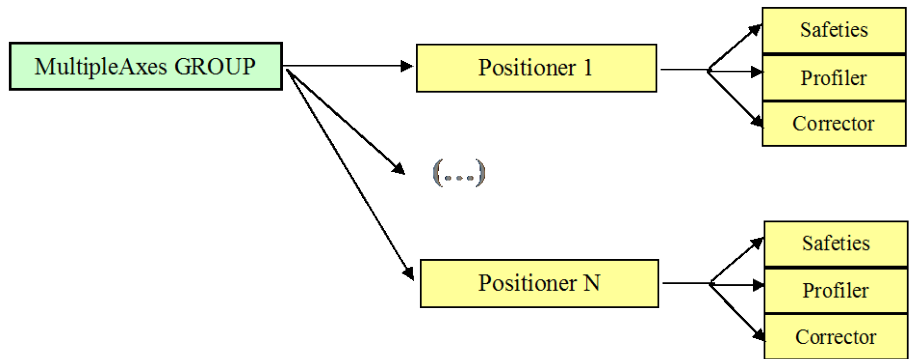 MultipleAxes GROUP
Positioner 1
Safeties
Profiler
Corrector
(...)
Positioner N
Safeties
Profiler
Corrector